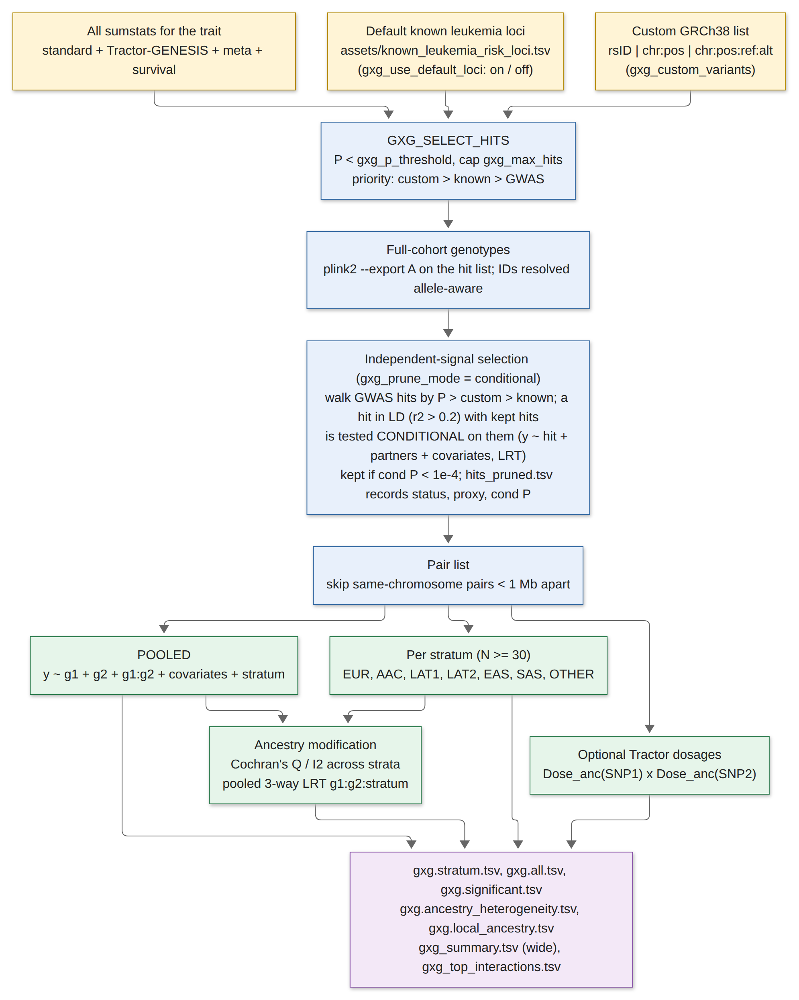 All sumstats for the trait
standard + Tractor-GENESIS + meta +
survival
Default known leukemia loci
assets/known_leukemia_risk_loci.tsv
(gxg_use_default_loci: on / off)
Custom GRCh38 list
rsID | chr:pos | chr:pos:ref:alt
(gxg_custom_variants)
GXG_SELECT_HITS
P < gxg_p_threshold, cap gxg_max_hits
priority: custom > known > GWAS
Full-cohort genotypes
plink2 --export A on the hit list; IDs resolved
allele-aware
Independent-signal selection
(gxg_prune_mode = conditional)
walk GWAS hits by P > custom > known; a
hit in LD (r2 > 0.2) with kept hits
is tested CONDITIONAL on them (y ~ hit +
partners + covariates, LRT)
kept if cond P < 1e-4; hits_pruned.tsv
records status, proxy, cond P
Pair list
skip same-chromosome pairs < 1 Mb apart
POOLED
y ~ g1 + g2 + g1:g2 + covariates + stratum
Per stratum (N >= 30)
EUR, AAC, LAT1, LAT2, EAS, SAS, OTHER
Ancestry modification
Cochran's Q / I2 across strata
pooled 3-way LRT g1:g2:stratum
Optional Tractor dosages
Dose_anc(SNP1) x Dose_anc(SNP2)
gxg.stratum.tsv, gxg.all.tsv,
gxg.significant.tsv
gxg.ancestry_heterogeneity.tsv,
gxg.local_ancestry.tsv
gxg_summary.tsv (wide),
gxg_top_interactions.tsv